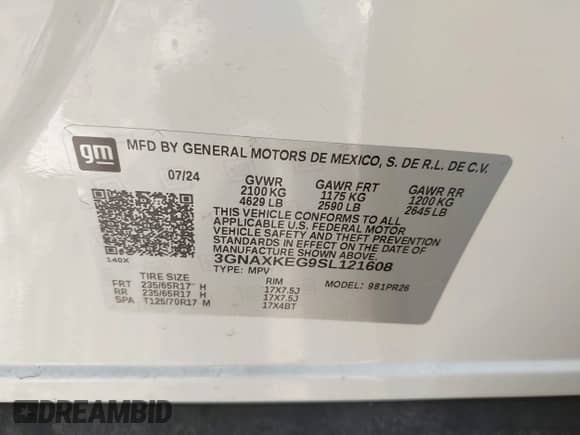 gm
MFD BY GENERAL MOTORS DE MEXICO, S. DE R.L. DE C.V.
07/24 GVWR GAWR FRT GAWR RR
2100 KG 1175 KG 1200 KG
4629 LB 2590 LB 2645 LB
THIS VEHICLE CONFORMS TO ALL
APPLICABLE U.S. FEDERAL MOTOR
VEHICLE SAFETY AND THEFT
STANDARDS IN EFFECT ON THE DATE OF
MANUFACTURE SHOWN ABOVE.
140X 3GNAXKEG9SL121608
TYPE: MPV
TIRE SIZE RIM MODEL: 981PR26
FRT 235/65R17 H 17X7.5J
RR 235/65R17 H 17X7.5J
SPA T125/70R17 M 17X4BT
DREAMBID